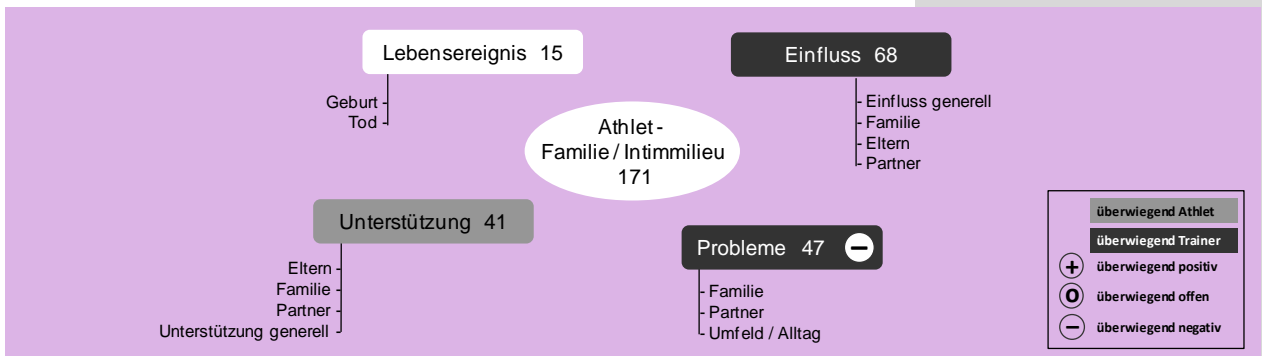 Lebensereignis 15
Geburt -
Tod -
Einfluss 68
- Einfluss generell
- Familie
- Eltern
- Partner
Athlet -
Familie / Intimmilieu
171
Unterstützung 41
Eltern -
Familie -
Partner -
Unterstützung generell -
Probleme 47 −
- Familie
- Partner
- Umfeld / Alltag
überwiegend Athlet
überwiegend Trainer
+ überwiegend positiv
O überwiegend offen
− überwiegend negativ